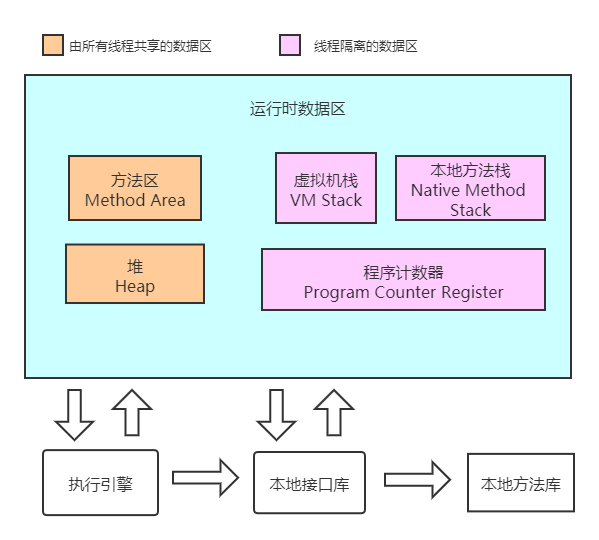 由所有线程共享的数据区
线程隔离的数据区
运行时数据区
方法区
Method Area
虚拟机栈
VM Stack
本地方法栈
Native Method
Stack
堆
Heap
程序计数器
Program Counter Register
执行引擎
本地接口库
本地方法库